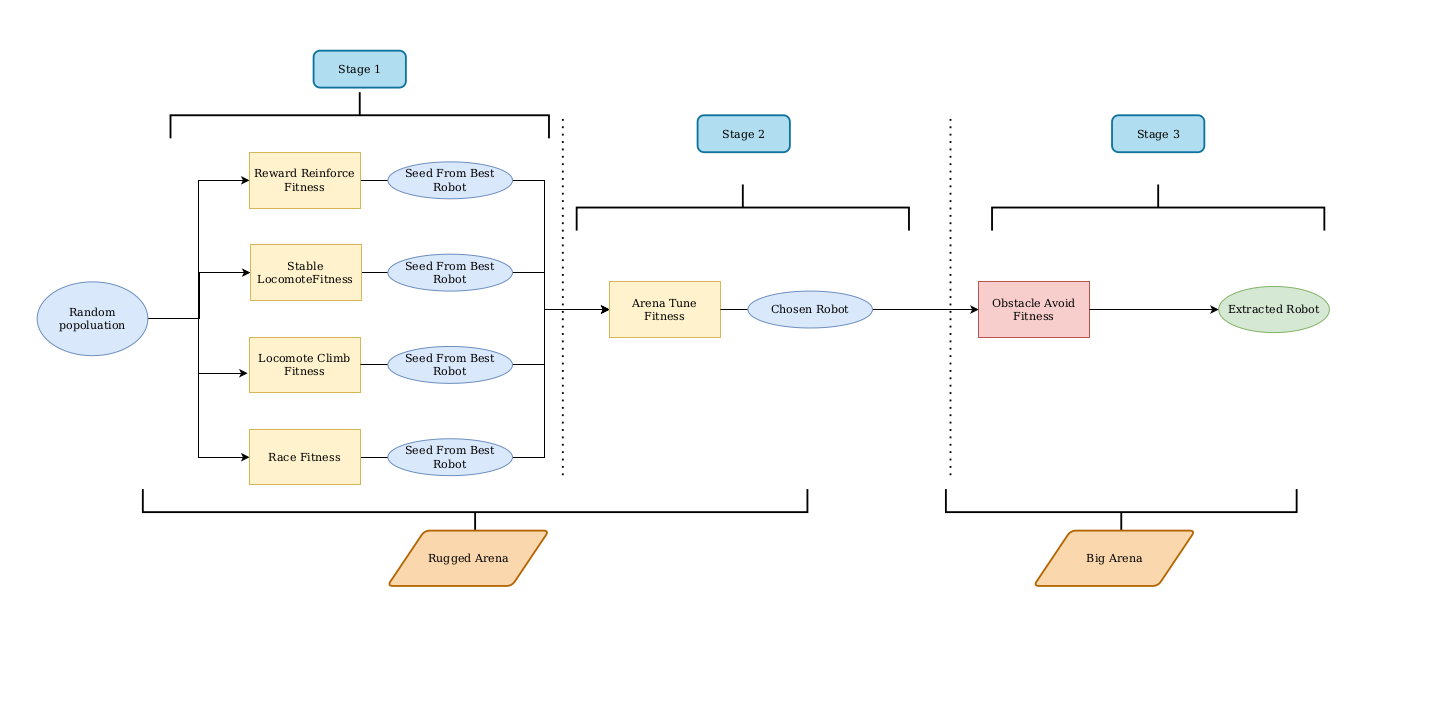 Stage 1
Stage 2
Stage 3
Reward Reinforce
Fitness
Seed From Best
Robot
Stable
LocomoteFitness
Seed From Best
Robot
Random
popoluation
Arena Tune
Fitness
Chosen Robot
Obstacle Avoid
Fitness
Extracted Robot
Locomote Climb
Fitness
Seed From Best
Robot
Race Fitness
Seed From Best
Robot
Rugged Arena
Big Arena